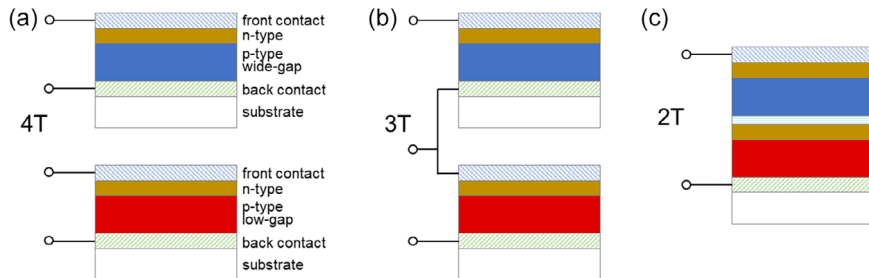 (a)
front contact
n-type
p-type
wide-gap
back contact
substrate
4T
front contact
n-type
p-type
low-gap
back contact
substrate
(b)
3T
(c)
2T